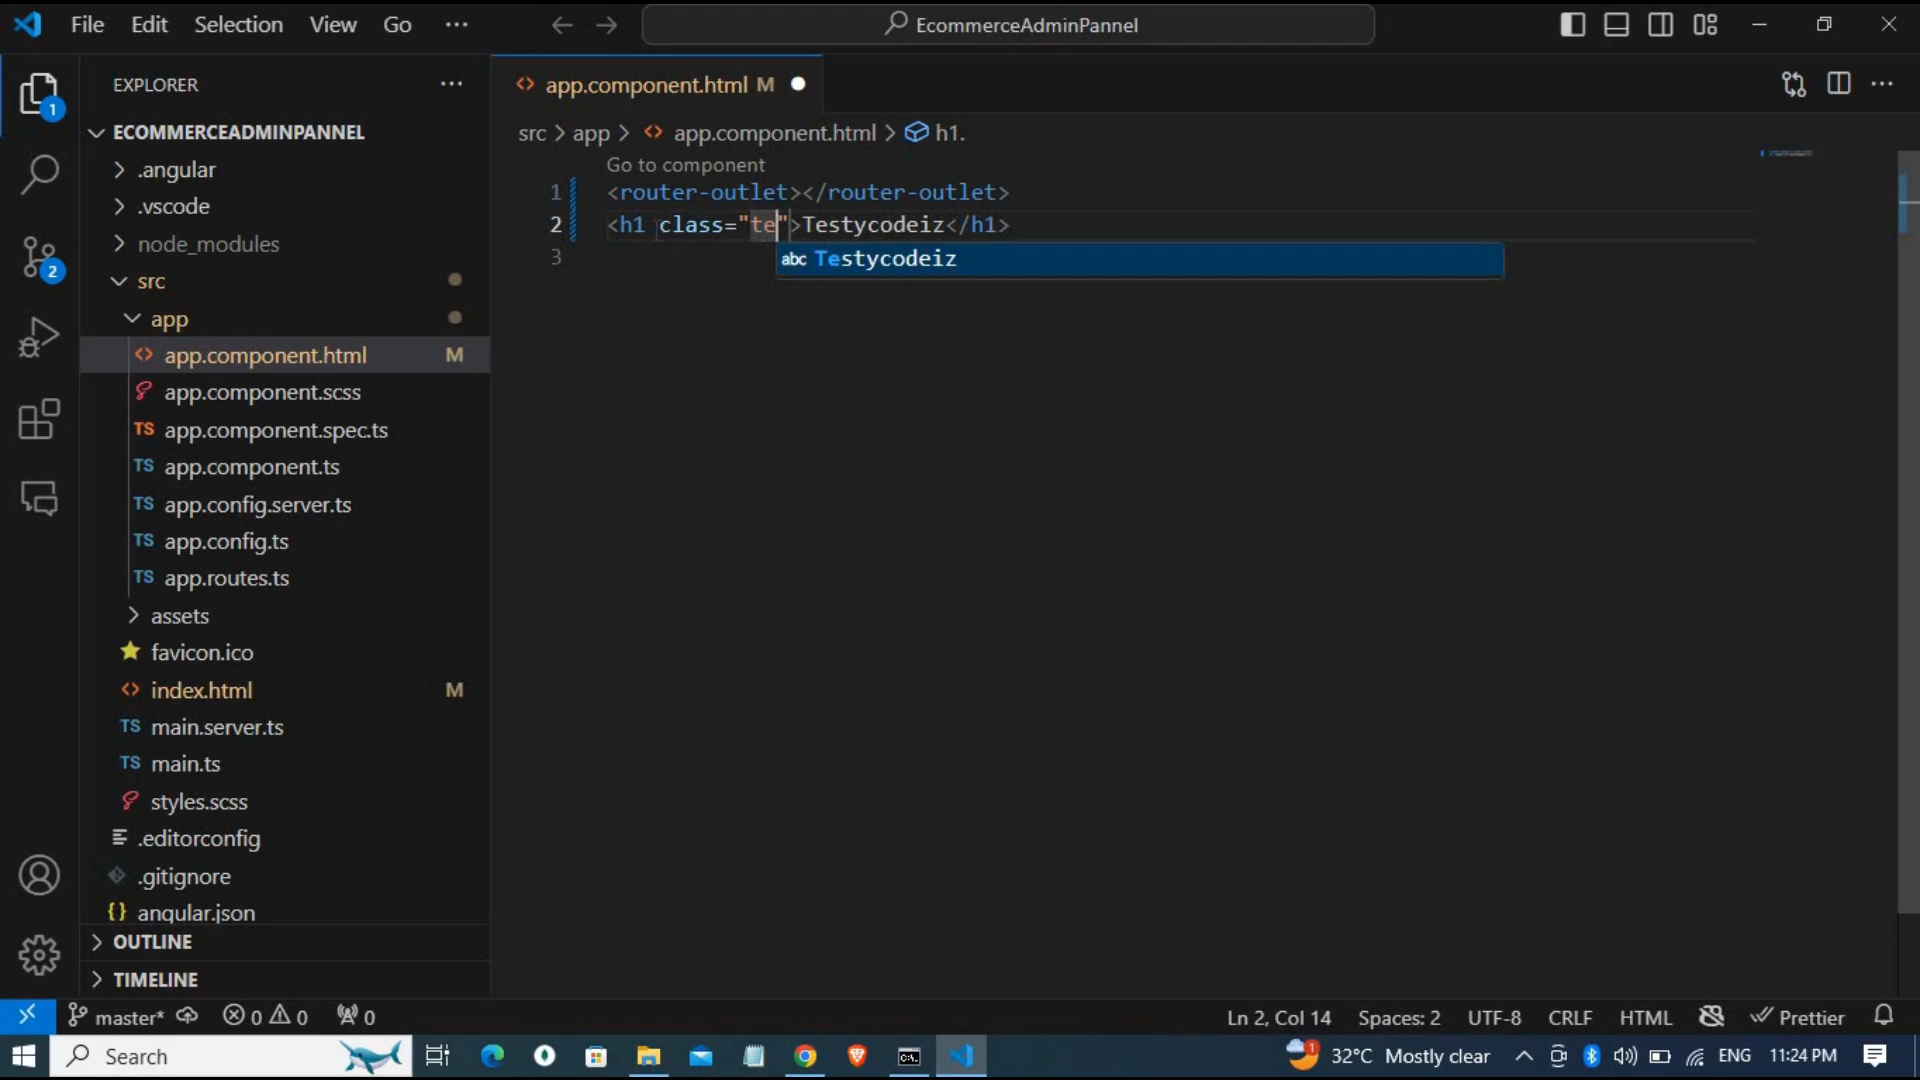 File Edit Selection View Go ··· EcommerceAdminPannel
EXPLORER ···
1
ECOMMERCEADMINPANNEL
.angular
.vscode
node_modules
2
src
app
app.component.html M
app.component.scss
TS app.component.spec.ts
TS app.component.ts
TS app.config.server.ts
TS app.config.ts
TS app.routes.ts
assets
favicon.ico
index.html M
TS main.server.ts
TS main.ts
styles.scss
.editorconfig
.gitignore
{} angular.json
OUTLINE
TIMELINE
app.component.html M
src > app > app.component.html > h1.
Go to component
1 <router-outlet></router-outlet>
2 <h1 class="te">Testycodeiz</h1>
abc Testycodeiz
3
master* 0 0 0 Ln 2, Col 14 Spaces: 2 UTF-8 CRLF HTML Prettier
Search 1 32°C Mostly clear ENG 11:24 PM